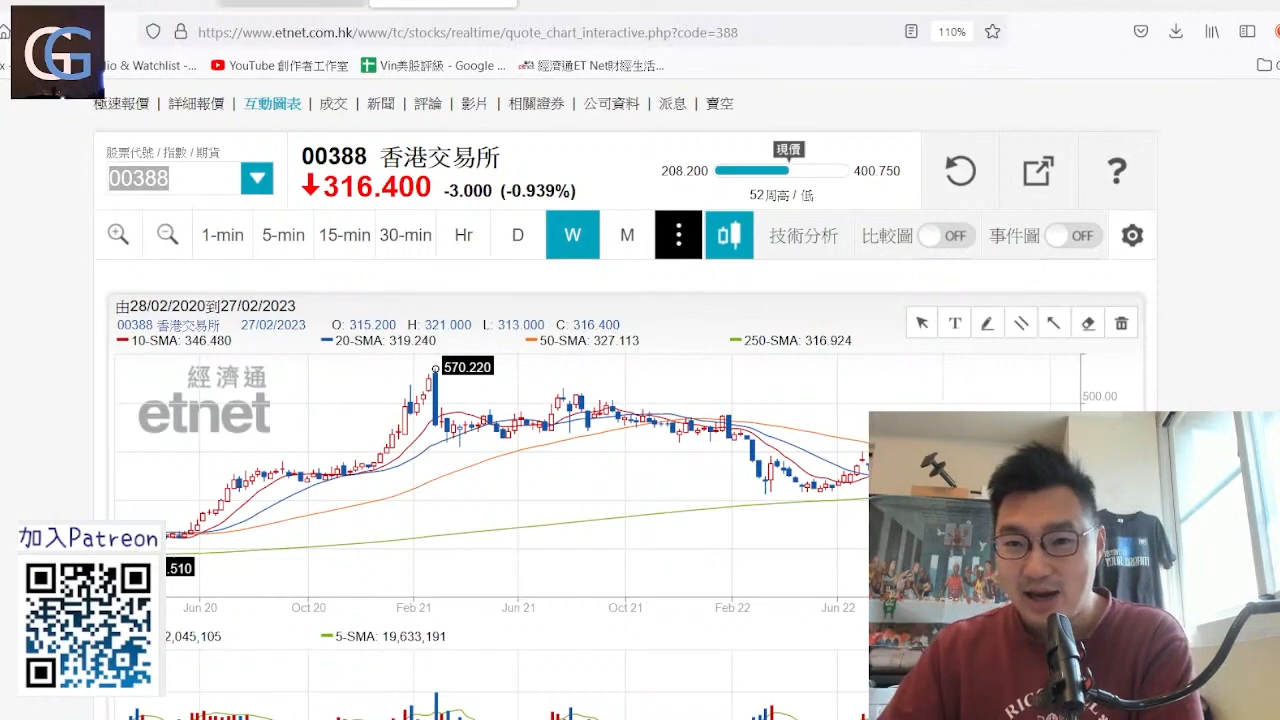 GG
https://www.etnet.com.hk/www/tc/stocks/realtime/quote_chart_interactive.php?code=388
110%
io & Watchlist -...
YouTube 創作者工作室
Vin美股評級 - Google ...
經濟通ET Net財經生活...
極速報價 | 詳細報價 | 互動圖表 | 成交 | 新聞 | 評論 | 影片 | 相關證券 | 公司資料 | 派息 | 賣空
股票代號 / 指數 / 期貨
00388
00388 香港交易所
316.400 -3.000 (-0.939%)
現價
208.200
400.750
52周高 / 低
?
1-min 5-min 15-min 30-min Hr D W M
技術分析
比較圖 OFF
事件圖 OFF
由28/02/2020到27/02/2023
00388 香港交易所 27/02/2023 O: 315.200 H: 321.000 L: 313.000 C: 316.400
T
10-SMA: 346.480 20-SMA: 319.240 50-SMA: 327.113 250-SMA: 316.924
570.220
經濟通
etnet
500.00
加入Patreon
.510
Jun 20 Oct 20 Feb 21 Jun 21 Oct 21 Feb 22 Jun 22
2,045,105 5-SMA: 19,633,191